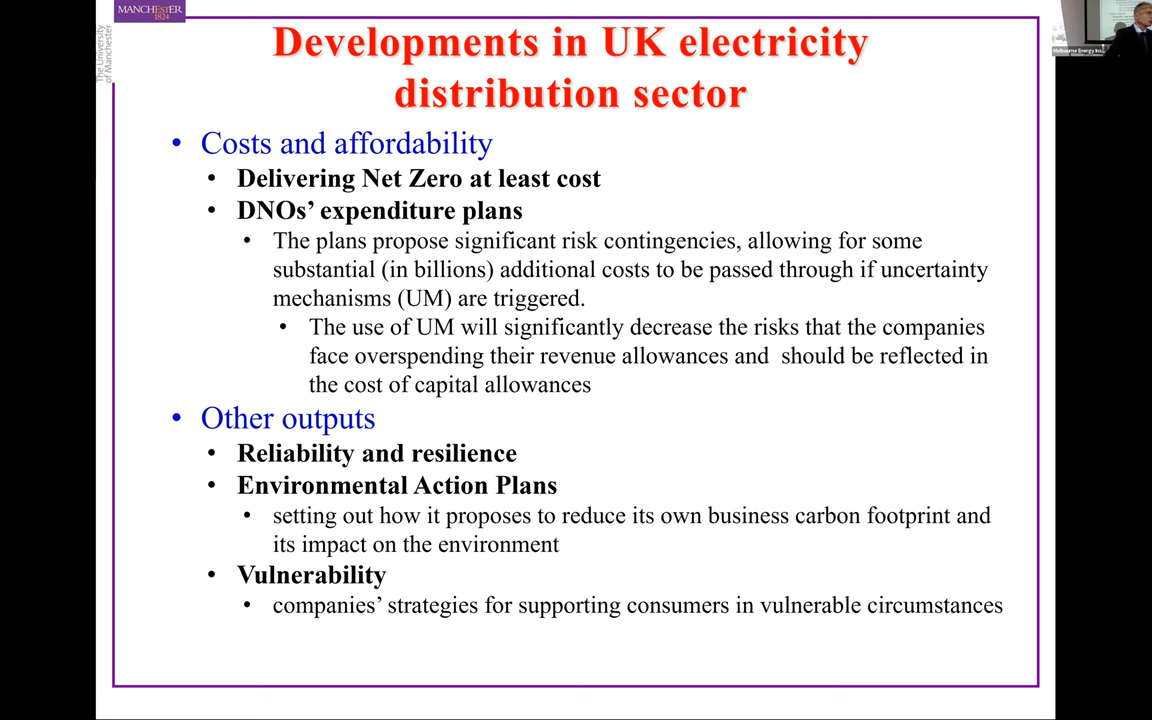 MANCHESTER
1824
The University
of Manchester
Developments in UK electricity
distribution sector
• Costs and affordability
• Delivering Net Zero at least cost
• DNOs’ expenditure plans
• The plans propose significant risk contingencies, allowing for some
substantial (in billions) additional costs to be passed through if uncertainty
mechanisms (UM) are triggered.
• The use of UM will significantly decrease the risks that the companies
face overspending their revenue allowances and should be reflected in
the cost of capital allowances
• Other outputs
• Reliability and resilience
• Environmental Action Plans
• setting out how it proposes to reduce its own business carbon footprint and
its impact on the environment
• Vulnerability
• companies’ strategies for supporting consumers in vulnerable circumstances
Melbourne Energy Ins...